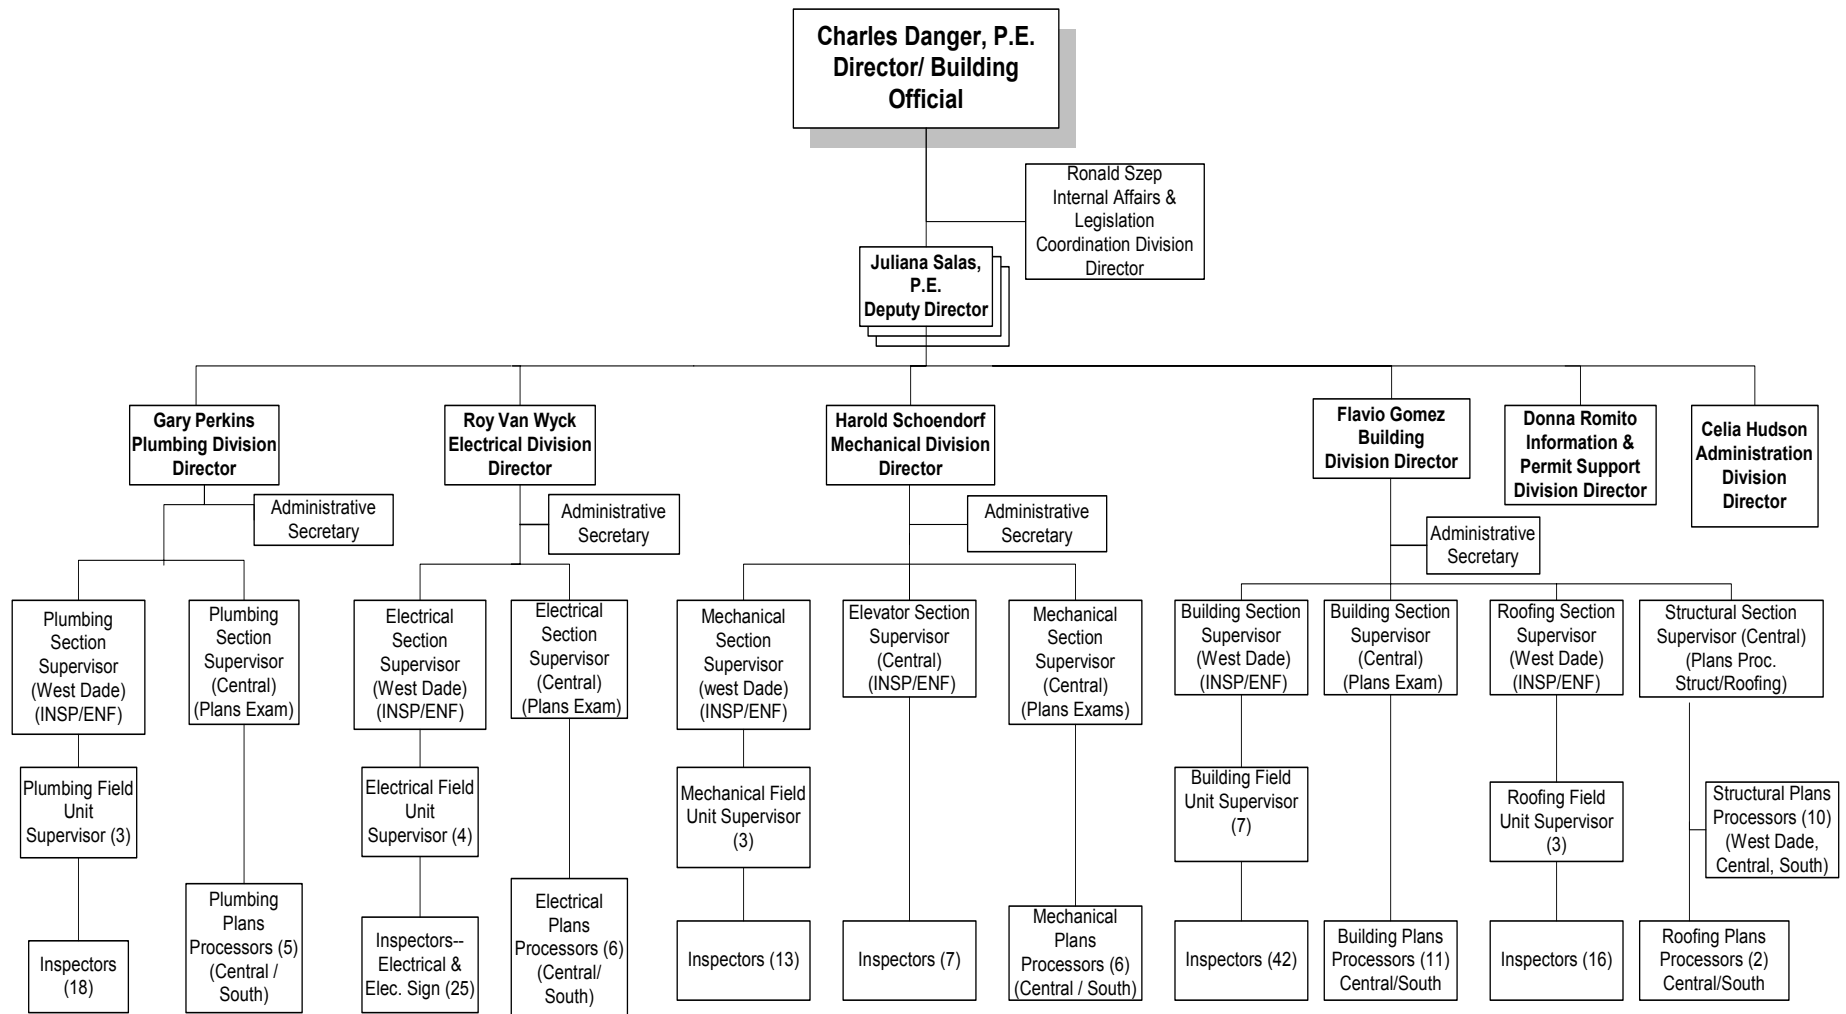 Charles Danger, P.E.
Director/ Building
Official
Ronald Szep
Internal Affairs &
Legislation
Coordination Division
Director
Juliana Salas,
P.E.
Deputy Director
Gary Perkins
Plumbing Division
Director
Roy Van Wyck
Electrical Division
Director
Harold Schoendorf
Mechanical Division
Director
Flavio Gomez
Building
Division Director
Donna Romito
Information &
Permit Support
Division Director
Celia Hudson
Administration
Division
Director
Administrative
Secretary
Administrative
Secretary
Administrative
Secretary
Administrative
Secretary
Plumbing
Section
Supervisor
(West Dade)
(INSP/ENF)
Plumbing
Section
Supervisor
(Central)
(Plans Exam)
Electrical
Section
Supervisor
(West Dade)
(INSP/ENF)
Electrical
Section
Supervisor
(Central)
(Plans Exam)
Mechanical
Section
Supervisor
(west Dade)
(INSP/ENF)
Elevator Section
Supervisor
(Central)
(INSP/ENF)
Mechanical
Section
Supervisor
(Central)
(Plans Exams)
Building Section
Supervisor
(West Dade)
(INSP/ENF)
Building Section
Supervisor
(Central)
(Plans Exam)
Roofing Section
Supervisor
(West Dade)
(INSP/ENF)
Structural Section
Supervisor (Central)
(Plans Proc.
Struct/Roofing)
Plumbing Field
Unit
Supervisor (3)
Electrical Field
Unit
Supervisor (4)
Mechanical Field
Unit Supervisor
(3)
Building Field
Unit Supervisor
(7)
Roofing Field
Unit Supervisor
(3)
Structural Plans
Processors (10)
(West Dade,
Central, South)
Inspectors
(18)
Plumbing
Plans
Processors (5)
(Central /
South)
Inspectors--
Electrical &
Elec. Sign (25)
Electrical
Plans
Processors (6)
(Central/
South)
Inspectors (13)
Inspectors (7)
Mechanical
Plans
Processors (6)
(Central / South)
Inspectors (42)
Building Plans
Processors (11)
Central/South
Inspectors (16)
Roofing Plans
Processors (2)
Central/South